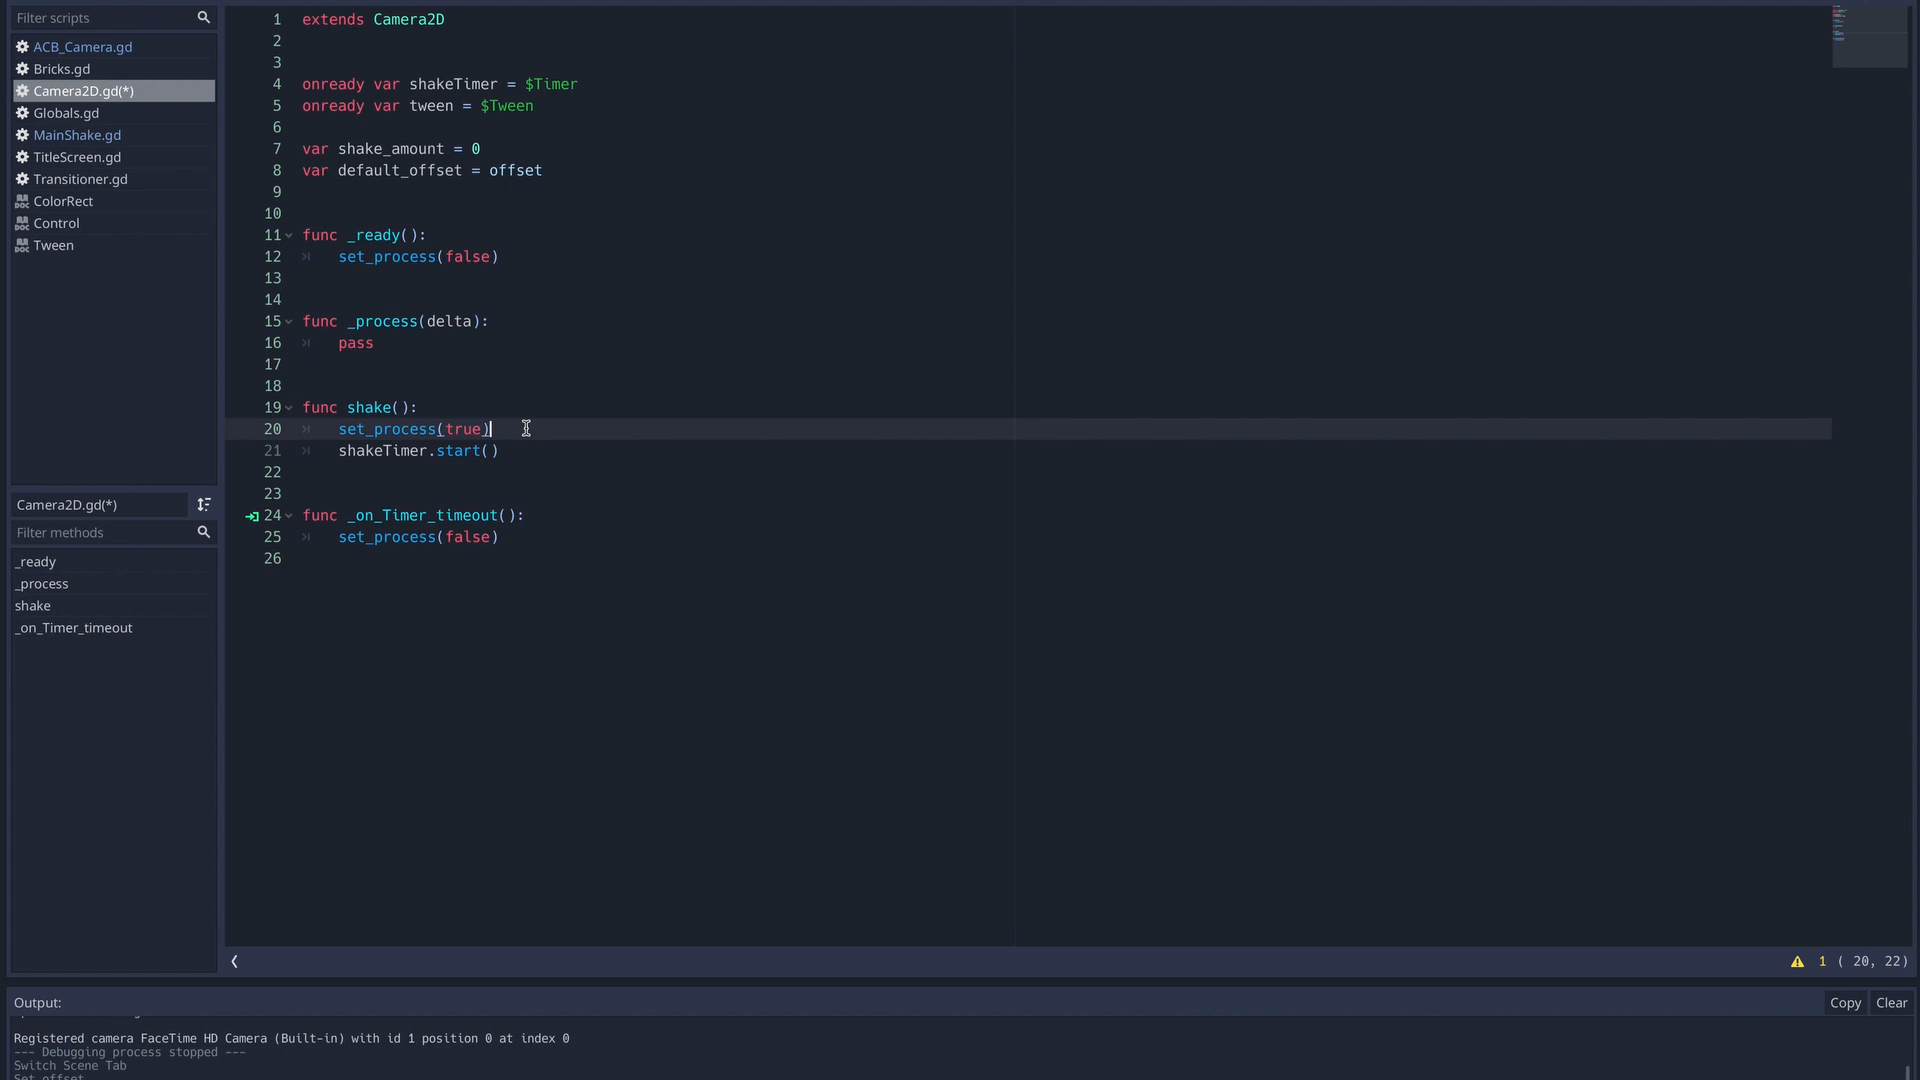 Filter scripts
ACB_Camera.gd
Bricks.gd
Camera2D.gd(*)
Globals.gd
MainShake.gd
TitleScreen.gd
Transitioner.gd
DOC ColorRect
DOC Control
DOC Tween
Camera2D.gd(*)
Filter methods
_ready
_process
shake
_on_Timer_timeout
1 extends Camera2D
2
3
4 onready var shakeTimer = $Timer
5 onready var tween = $Tween
6
7 var shake_amount = 0
8 var default_offset = offset
9
10
11 func _ready():
12 set_process(false)
13
14
15 func _process(delta):
16 pass
17
18
19 func shake():
20 set_process(true)
21 shakeTimer.start()
22
23
24 func _on_Timer_timeout():
25 set_process(false)
26
1 ( 20, 22)
Output:
Copy Clear
Registered camera FaceTime HD Camera (Built-in) with id 1 position 0 at index 0
--- Debugging process stopped ---
Switch Scene Tab
Set offset